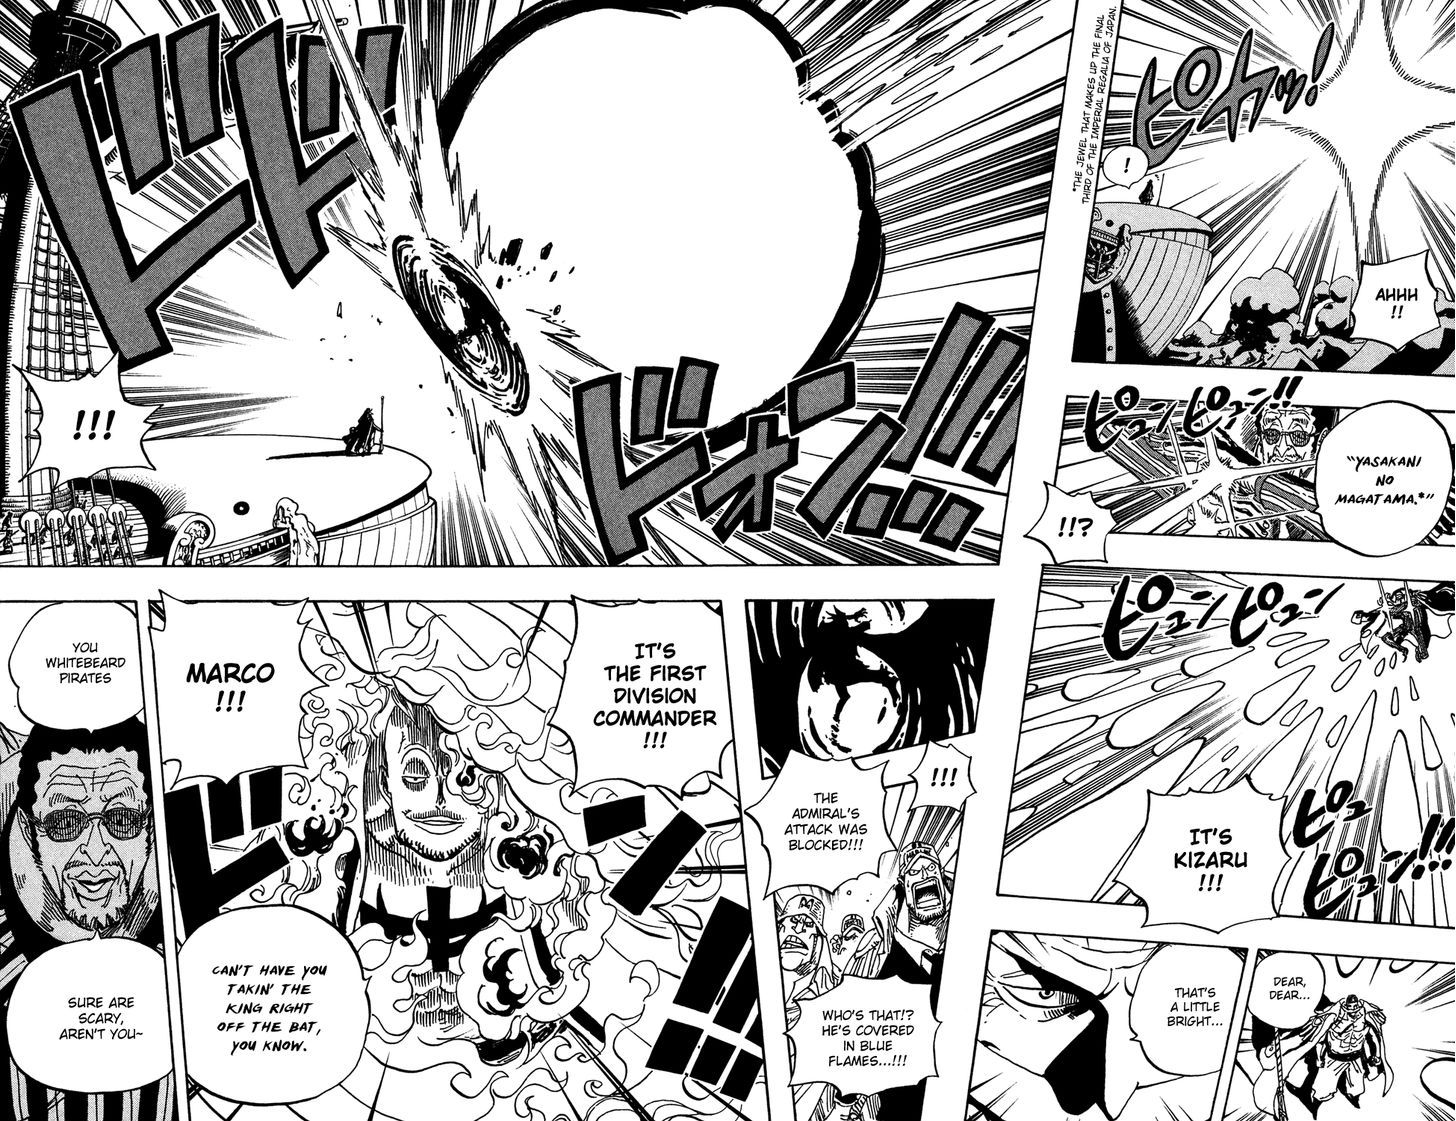 *THE JEWEL THAT MAKES UP THE FINAL
THIRD OF THE IMPERIAL REGALIA OF JAPAN.
ピカッ!
!
AHHH
!!
ピュンピュン!!
"YASAKANI
NO
MAGATAMA.*"
!!?
ピュンピュン
ピュ
ピュン!!!
IT'S
KIZARU
!!!
DEAR,
DEAR...
THAT'S
A LITTLE
BRIGHT...
ドドドォン!!!
!!!
THE
ADMIRAL'S
ATTACK WAS
BLOCKED!!!
!!!
WHO'S THAT!?
HE'S COVERED
IN BLUE
FLAMES...!!!
IT'S
THE FIRST
DIVISION
COMMANDER
!!!
MARCO
!!!
ドン!!!
CAN'T HAVE YOU
TAKIN' THE
KING RIGHT
OFF THE BAT,
YOU KNOW.
YOU
WHITEBEARD
PIRATES
SURE ARE
SCARY,
AREN'T YOU~